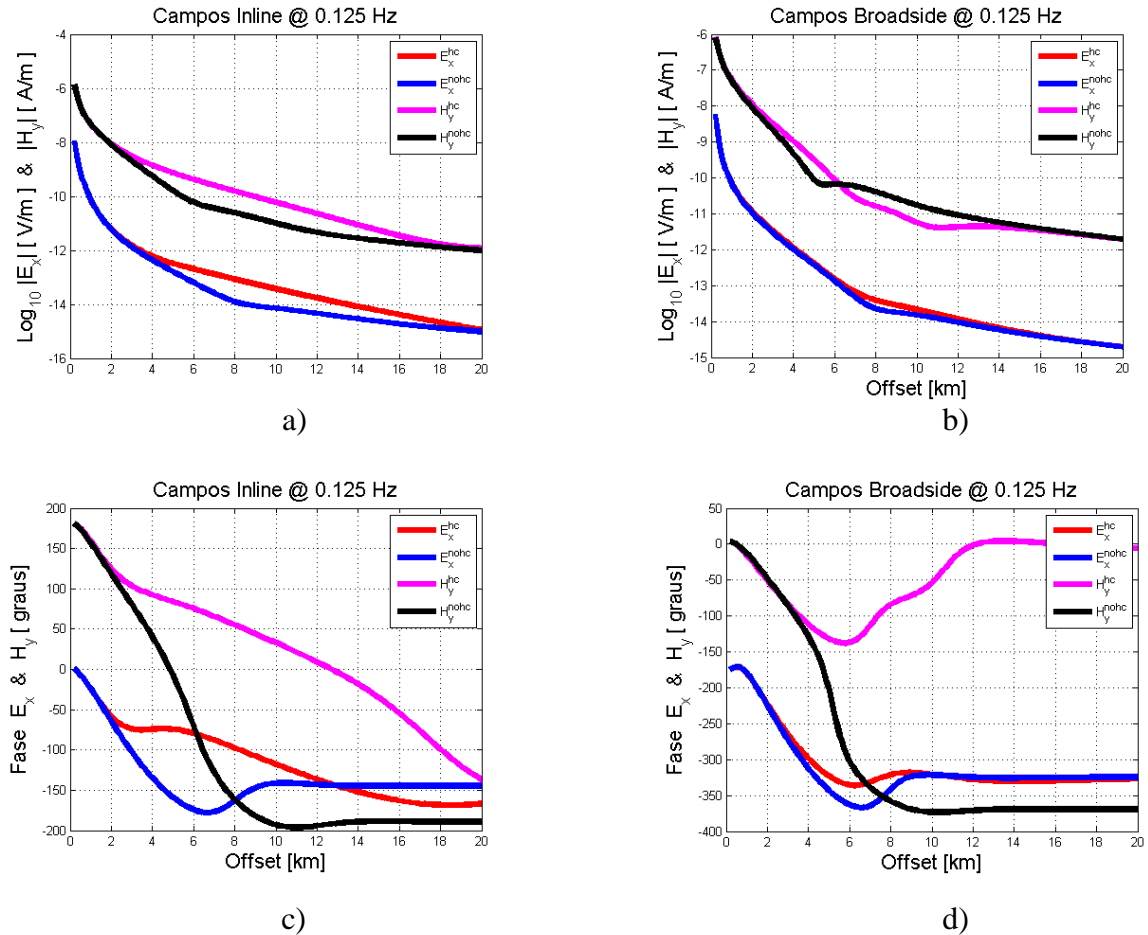 Campos Inline @ 0.125 Hz
Log10 |Ex| [ V/m ] & |Hy| [ A/m ]
-4
-6
-8
-10
-12
-14
-16
0 2 4 6 8 10 12 14 16 18 20
Ex^hc
Ex^nohc
Hy^hc
Hy^nohc
a)
Campos Broadside @ 0.125 Hz
Log10 |Ex| [ V/m ] & |Hy| [ A/m ]
-6
-7
-8
-9
-10
-11
-12
-13
-14
-15
0 2 4 6 8 10 12 14 16 18 20
Offset [km]
Ex^hc
Ex^nohc
Hy^hc
Hy^nohc
b)
Campos Inline @ 0.125 Hz
Fase Ex & Hy [ graus]
200
150
100
50
0
-50
-100
-150
-200
0 2 4 6 8 10 12 14 16 18 20
Offset [km]
Ex^hc
Ex^nohc
Hy^hc
Hy^nohc
c)
Campos Broadside @ 0.125 Hz
Fase Ex & Hy [ graus]
50
0
-50
-100
-150
-200
-250
-300
-350
-400
0 2 4 6 8 10 12 14 16 18 20
Offset [km]
Ex^hc
Ex^nohc
Hy^hc
Hy^nohc
d)